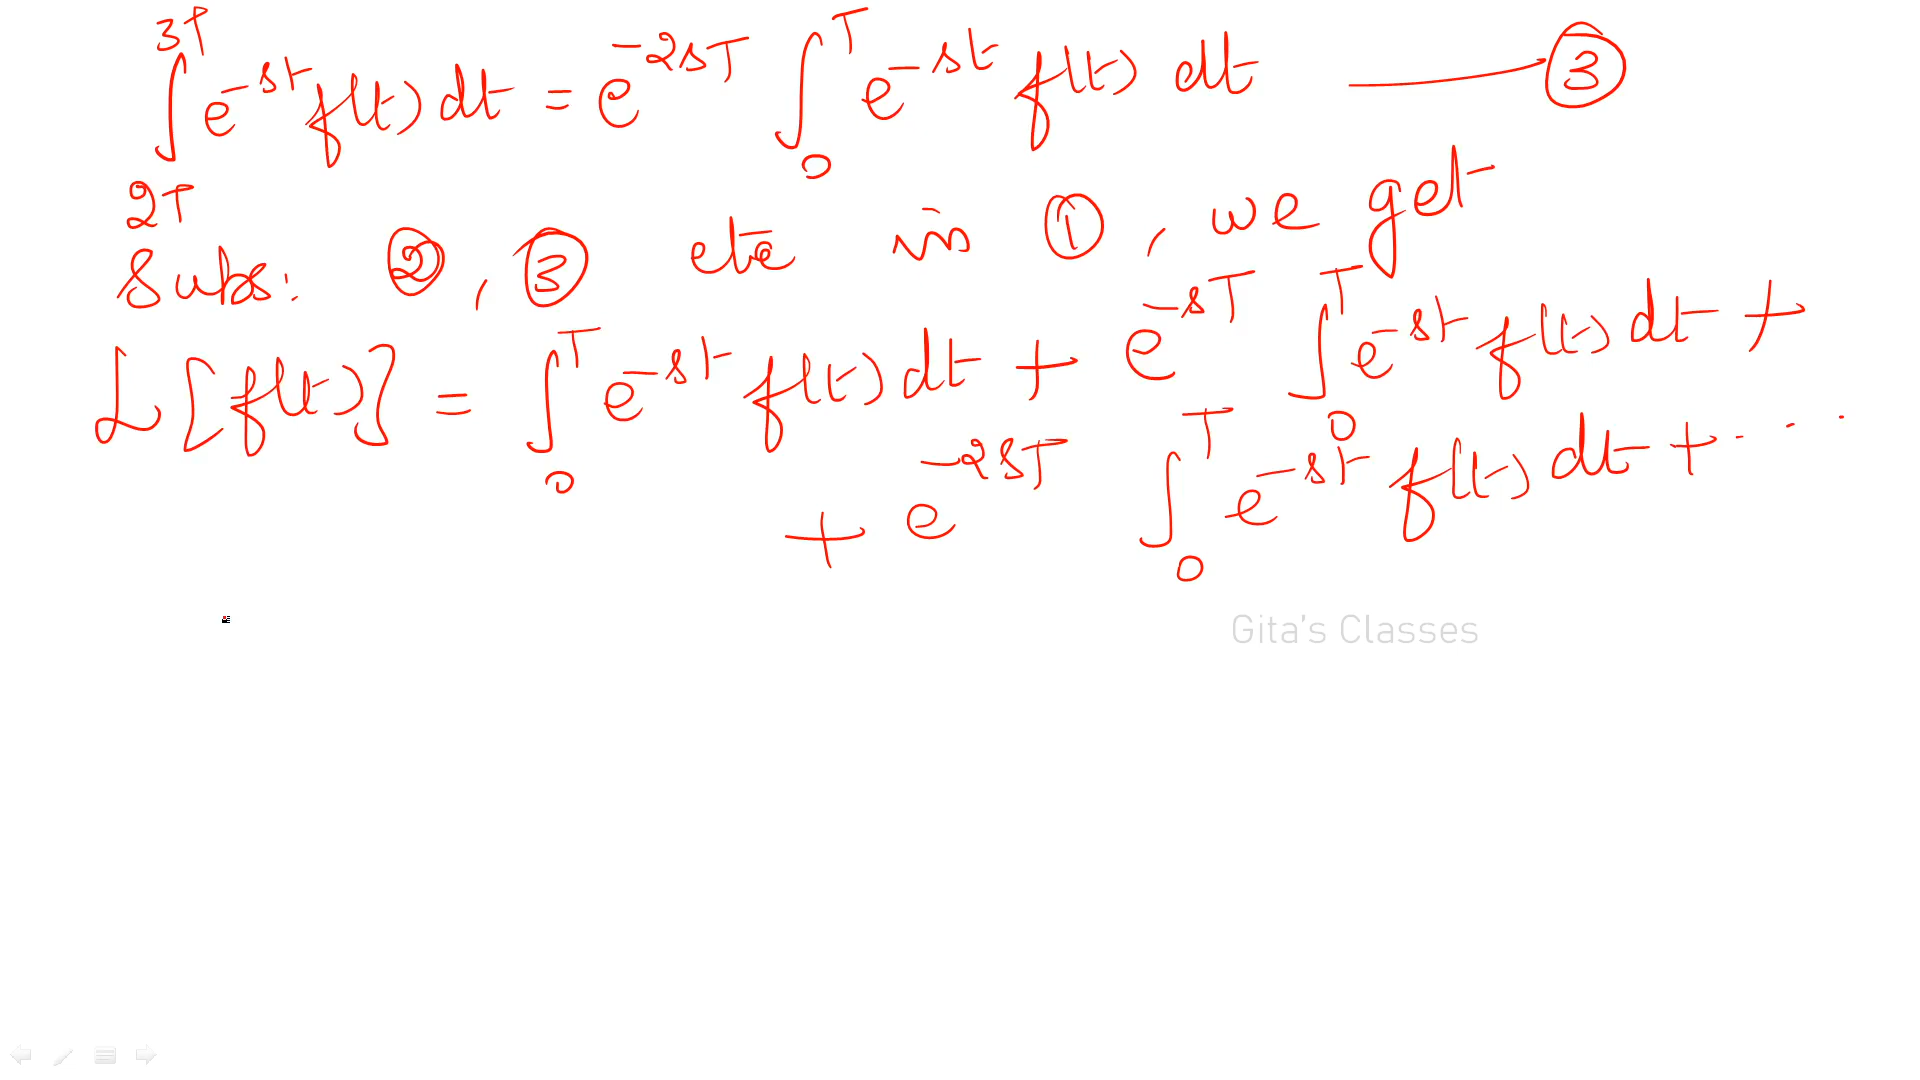 ∫_{2T}^{3T} e^{-st} f(t) dt = e^{-2sT} ∫_0^T e^{-st} f(t) dt ——— ③
Subs: ②, ③ etc in ①, we get
L[f(t)] = ∫_0^T e^{-st} f(t) dt + e^{-sT} ∫_0^T e^{-st} f(t) dt +
+ e^{-2sT} ∫_0^T e^{-st} f(t) dt + ....
Gita's Classes